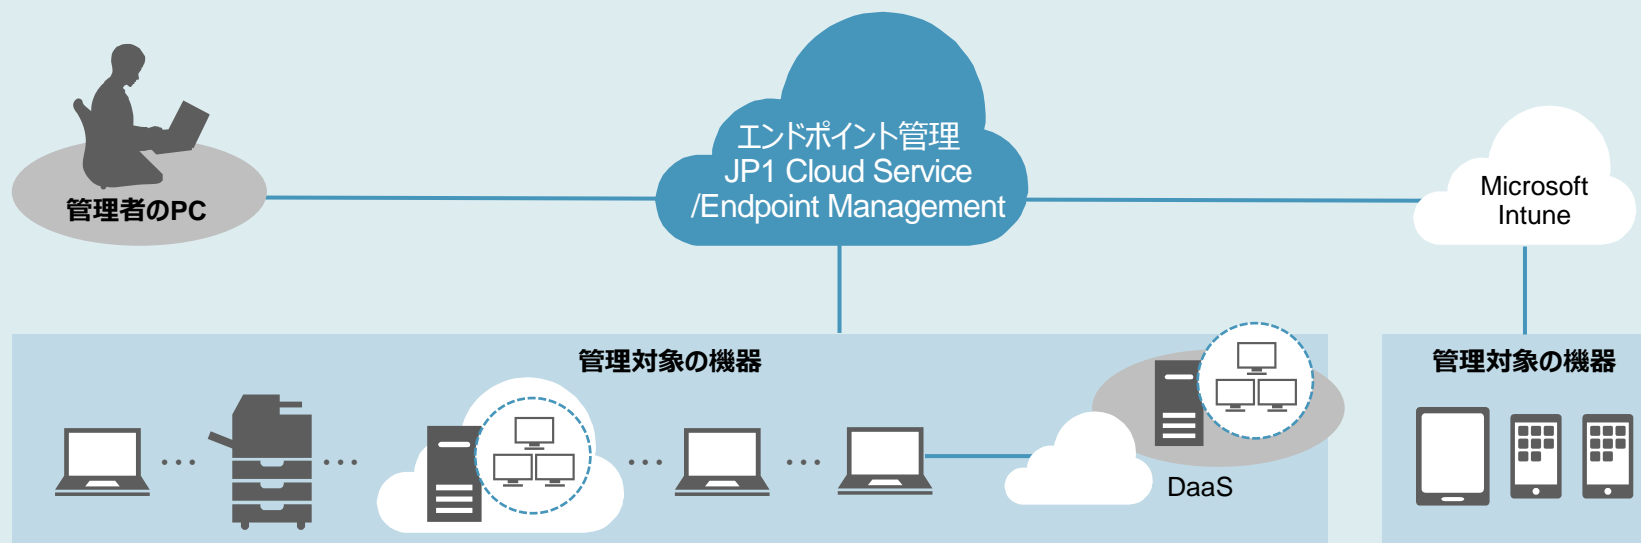 エンドポイント管理
JP1 Cloud Service
/Endpoint Management
管理者のPC
Microsoft
Intune
管理対象の機器
管理対象の機器
DaaS